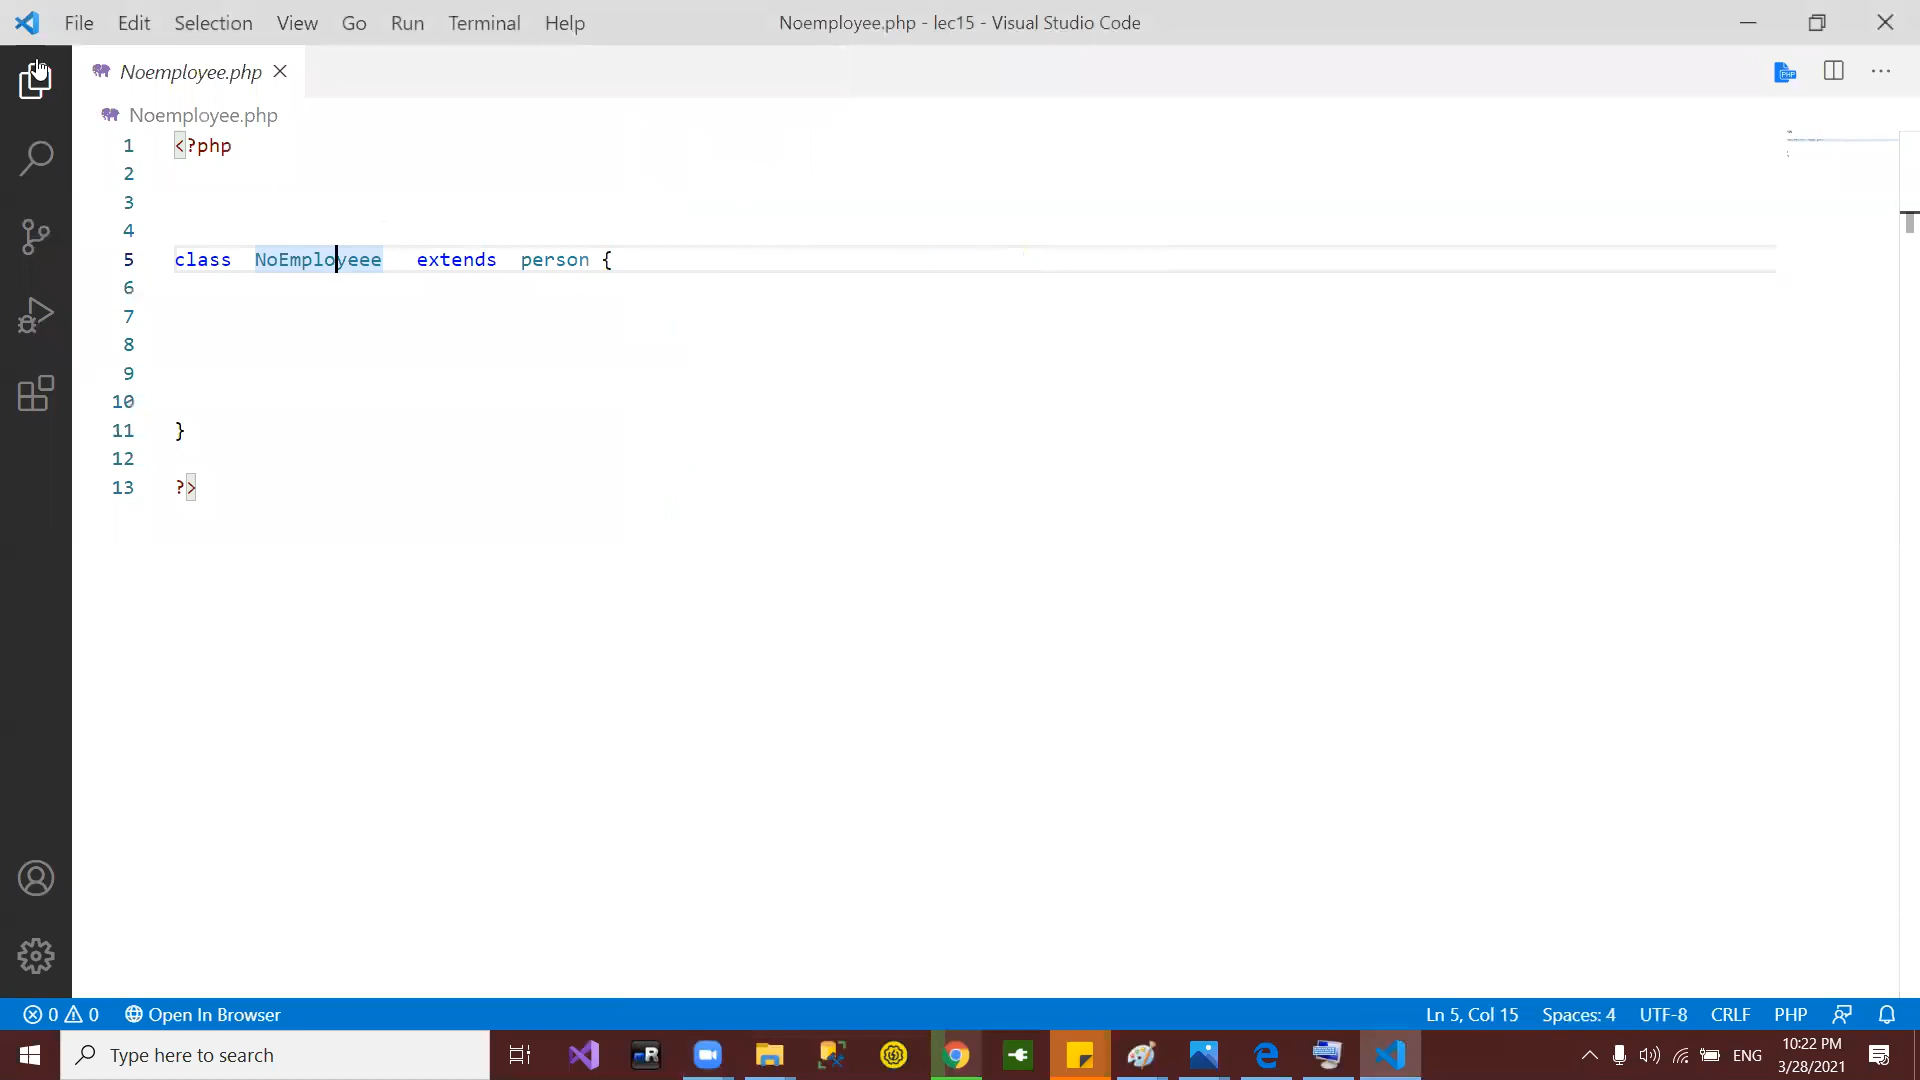 File Edit Selection View Go Run Terminal Help Noemployee.php - lec15 - Visual Studio Code
Noemployee.php
Noemployee.php
1 <?php
2
3
4
5 class NoEmployeee extends person {
6
7
8
9
10
11 }
12
13 ?>
0 0 Open In Browser Ln 5, Col 15 Spaces: 4 UTF-8 CRLF PHP
Type here to search
ENG
10:22 PM
3/28/2021